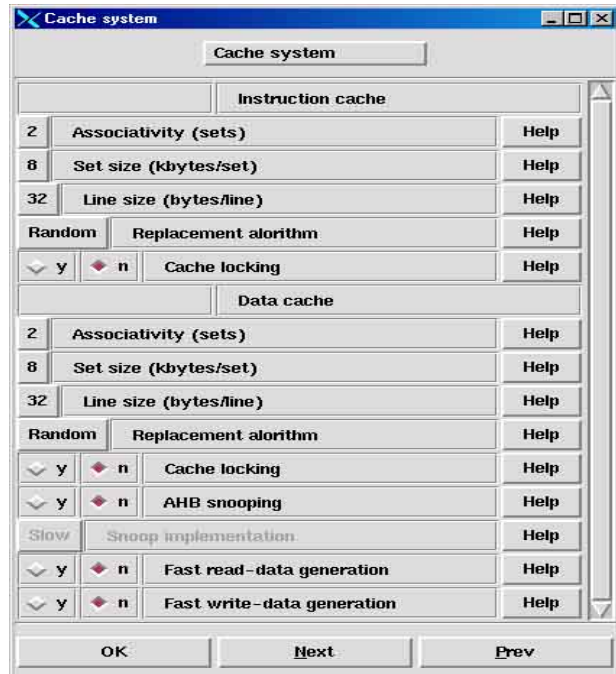 Cache system
Cache system
Instruction cache
2 Associativity (sets) Help
8 Set size (kbytes/set) Help
32 Line size (bytes/line) Help
Random Replacement alorithm Help
y n Cache locking Help
Data cache
2 Associativity (sets) Help
8 Set size (kbytes/set) Help
32 Line size (bytes/line) Help
Random Replacement alorithm Help
y n Cache locking Help
y n AHB snooping Help
Slow Snoop implementation Help
y n Fast read-data generation Help
y n Fast write-data generation Help
OK Next Prev